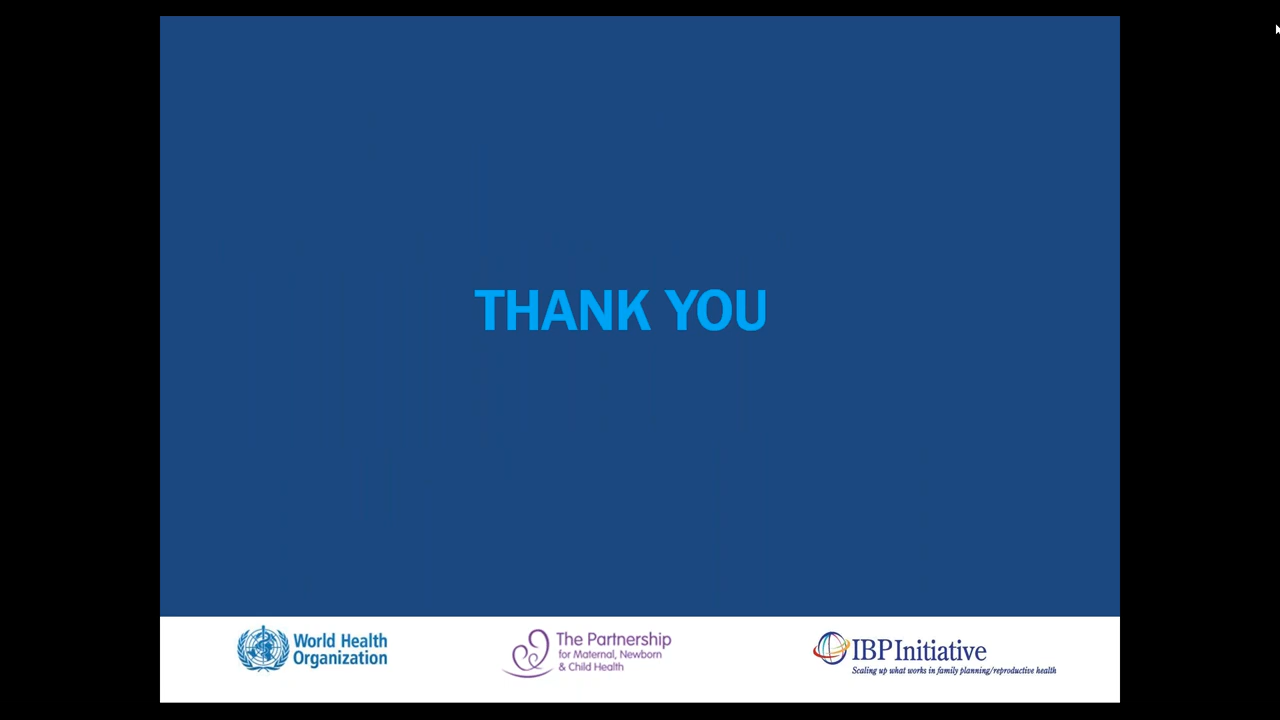 THANK YOU
World Health
Organization
The Partnership
for Maternal, Newborn
& Child Health
IBPInitiative
Scaling up what works in family planning/reproductive health